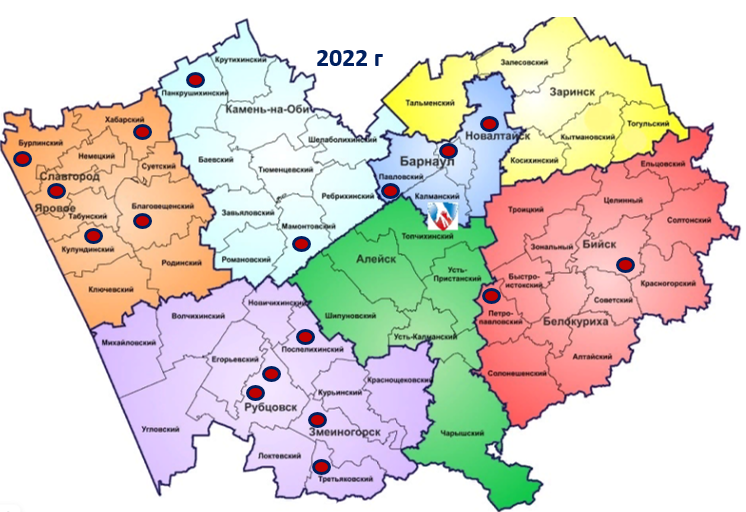 2022 г
Крутихинский
Панкрушихинский
Камень-на-Оби
Шелаболихинский
Баевский
Тюменцевский
Ребрихинский
Завьяловский
Мамонтовский
Романовский
Хабарский
Бурлинский
Немецкий
Славгород
Суетский
Яровое
Табунский
Благовещенский
Кулундинский
Родинский
Ключевский
Тальменский
Залесовский
Заринск
Тогульский
Кытмановский
Косихинский
Новалтайск
Барнаул
Павловский
Калманский
Топчихинский
Алейск
Усть-
Пристанский
Шипуновский
Усть-Калманский
Чарышский
Ельцовский
Троицкий
Целинный
Солтонский
Зональный
Бийск
Быстро-
истокский
Красногорский
Советский
Петро-
павловский
Белокуриха
Алтайский
Солонешенский
Новичихинский
Волчихинский
Михайловский
Поспелихинский
Егорьевский
Краснощековский
Курьинский
Рубцовск
Угловский
Змеиногорск
Локтевский
Третьяковский